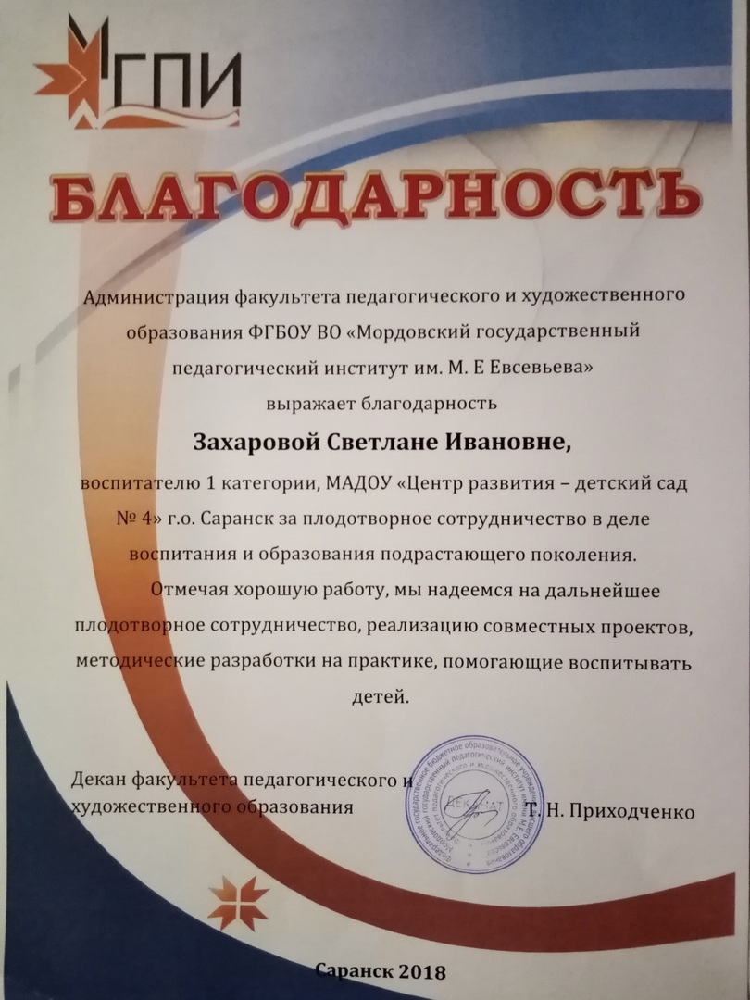 МГПИ
БЛАГОДАРНОСТЬ
Администрация факультета педагогического и художественного
образования ФГБОУ ВО «Мордовский государственный
педагогический институт им. М. Е Евсевьева»
выражает благодарность
Захаровой Светлане Ивановне,
воспитателю 1 категории, МАДОУ «Центр развития – детский сад
№ 4» г.о. Саранск за плодотворное сотрудничество в деле
воспитания и образования подрастающего поколения.
Отмечая хорошую работу, мы надеемся на дальнейшее
плодотворное сотрудничество, реализацию совместных проектов,
методические разработки на практике, помогающие воспитывать
детей.
Декан факультета педагогического и
художественного образования
Т. Н. Приходченко
ДЕКАНАТ
Саранск 2018